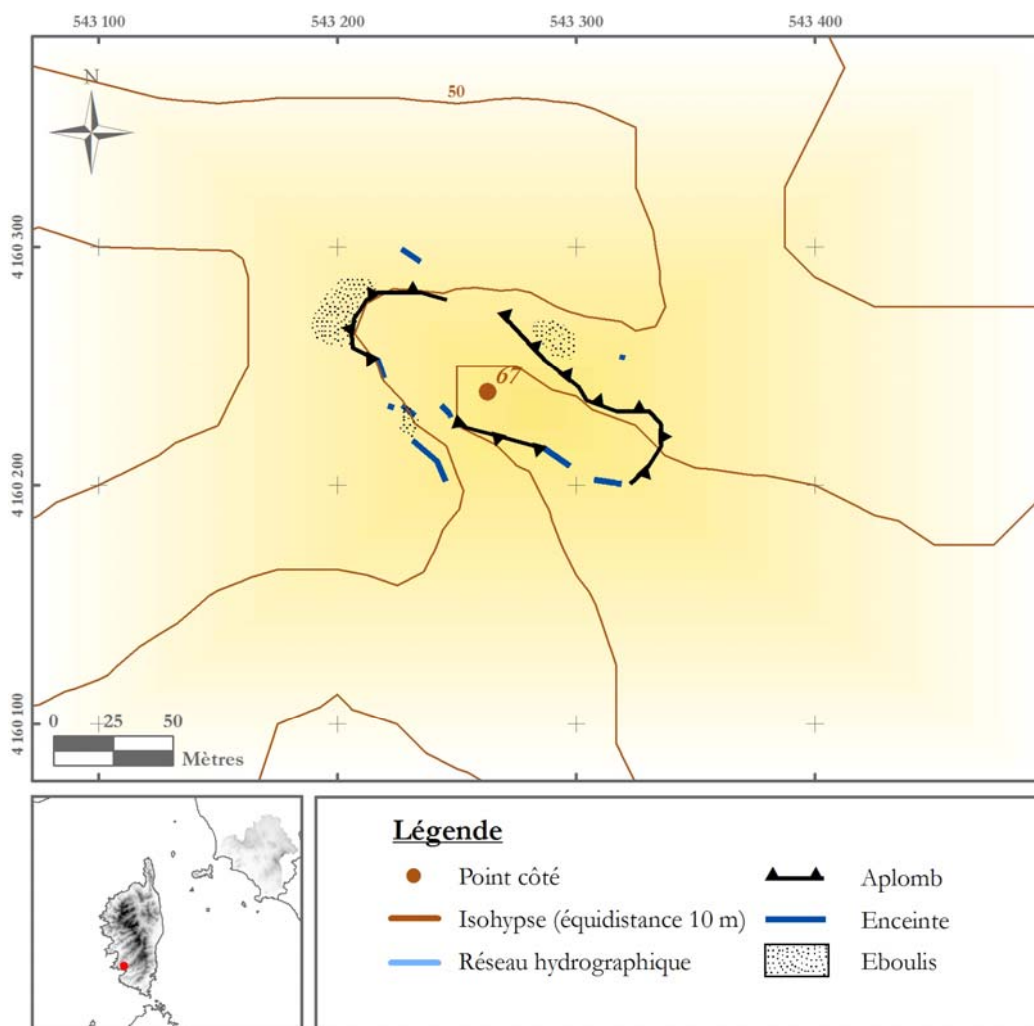 543 100
543 200
543 300
543 400
N
50
4 160 300
67
4 160 200
4 160 100
0 25 50
Mètres
Légende
Point côté
Aplomb
Isohypse (équidistance 10 m)
Enceinte
Réseau hydrographique
Eboulis